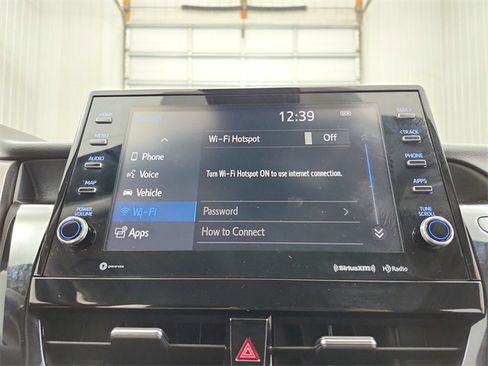 HOME
MENU
AUDIO
MAP
POWER
VOLUME
12:39
Wi-Fi Hotspot Off
Phone
Voice
Vehicle
Wi-Fi
Apps
Turn Wi-Fi Hotspot ON to use internet connection.
Password
How to Connect
SEEK >
< TRACK
PHONE
APPS
TUNE
SCROLL
SiriusXM
HD Radio